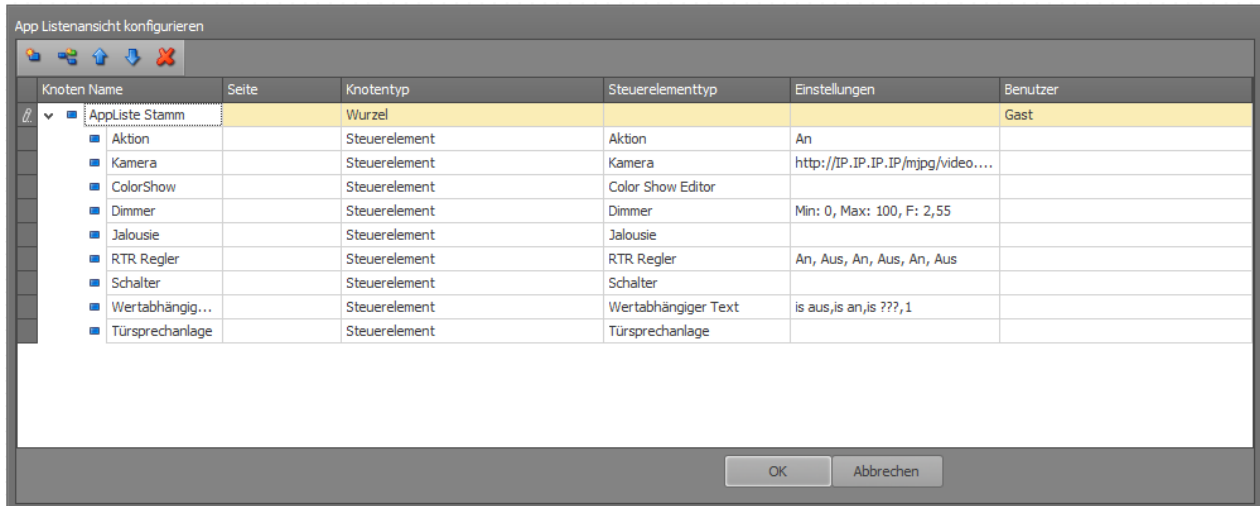 App Listenansicht konfigurieren
Knoten Name Seite Knotentyp Steuerelementtyp Einstellungen Benutzer
AppListe Stamm Wurzel Gast
Aktion Steuerelement Aktion An
Kamera Steuerelement Kamera http://IP.IP.IP.IP/mjpg/video....
ColorShow Steuerelement Color Show Editor
Dimmer Steuerelement Dimmer Min: 0, Max: 100, F: 2,55
Jalousie Steuerelement Jalousie
RTR Regler Steuerelement RTR Regler An, Aus, An, Aus, An, Aus
Schalter Steuerelement Schalter
Wertabhängig... Steuerelement Wertabhängiger Text is aus,is an,is ???,1
Türsprechanlage Steuerelement Türsprechanlage
OK Abbrechen